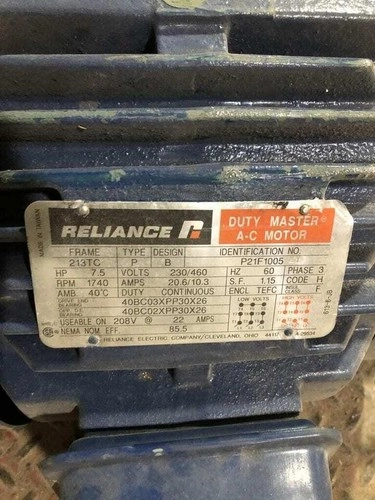 RELIANCE
DUTY MASTER®
A-C MOTOR
MADE IN TAIWAN
FRAME TYPE DESIGN IDENTIFICATION NO.
213TC P B P21F1005
HP 7.5 VOLTS 230/460 HZ 60 PHASE 3
RPM 1740 AMPS 20.6/10.3 S.F. 1.15 CODE H
AMB 40°C DUTY CONTINUOUS ENCL TEFC INSUL CLASS F
DRIVE END BEARING 40BC03XPP30X26
OPP. D.E. BEARING 40BC02XPP30X26
USEABLE ON 208V @ 22 AMPS
NEMA NOM EFF. 85.5
LOW VOLTS HIGH VOLTS
RELIANCE ELECTRIC COMPANY/CLEVELAND, OHIO